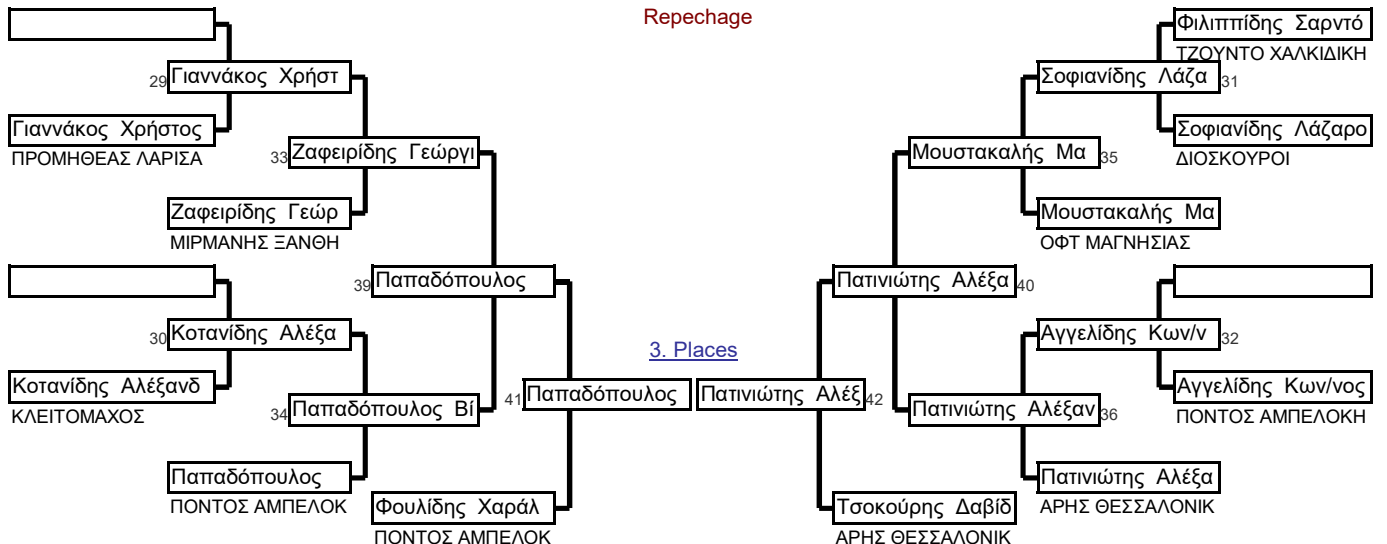 Repechage
Φιλιππίδης Σαρντό
ΤΖΟΥΝΤΟ ΧΑΛΚΙΔΙΚΗ
29 Γιαννάκος Χρήστ
Σοφιανίδης Λάζα 31
Γιαννάκος Χρήστος
ΠΡΟΜΗΘΕΑΣ ΛΑΡΙΣΑ
Σοφιανίδης Λάζαρο
ΔΙΟΣΚΟΥΡΟΙ
33 Ζαφειρίδης Γεώργι
Μουστακαλής Μα 35
Ζαφειρίδης Γεώρ
ΜΙΡΜΑΝΗΣ ΞΑΝΘΗ
Μουστακαλής Μα
ΟΦΤ ΜΑΓΝΗΣΙΑΣ
39 Παπαδόπουλος
Πατινιώτης Αλέξα 40
30 Κοτανίδης Αλέξα
Αγγελίδης Κων/ν 32
3. Places
Κοτανίδης Αλέξανδ
ΚΛΕΙΤΟΜΑΧΟΣ
41 Παπαδόπουλος
Πατινιώτης Αλέξ 42
Αγγελίδης Κων/νος
ΠΟΝΤΟΣ ΑΜΠΕΛΟΚΗ
34 Παπαδόπουλος Βί
Πατινιώτης Αλέξαν 36
Παπαδόπουλος
ΠΟΝΤΟΣ ΑΜΠΕΛΟΚ
Πατινιώτης Αλέξα
ΑΡΗΣ ΘΕΣΣΑΛΟΝΙΚ
Φουλίδης Χαράλ
ΠΟΝΤΟΣ ΑΜΠΕΛΟΚ
Τσοκούρης Δαβίδ
ΑΡΗΣ ΘΕΣΣΑΛΟΝΙΚ